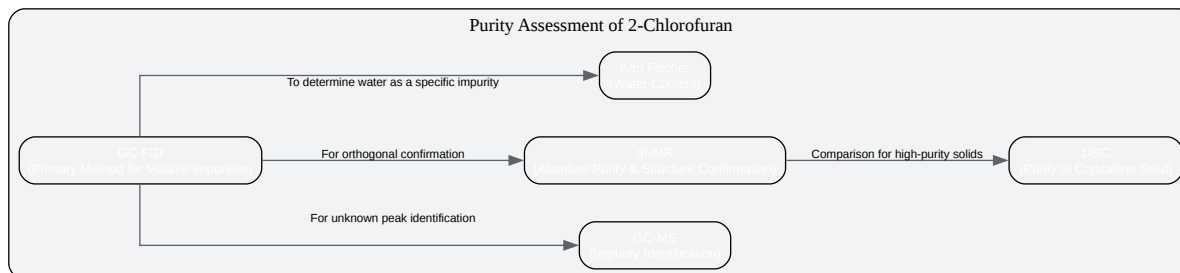 Purity Assessment of 2-Chlorofuran
Karl Fischer
(Water Content)
To determine water as a specific impurity
GC-FID
(Primary Method for Volatile Impurities)
For orthogonal confirmation
qNMR
(Absolute Purity & Structure Confirmation)
Comparison for high-purity solids
DSC
(Purity of Crystalline Solid)
For unknown peak identification
GC-MS
(Impurity Identification)